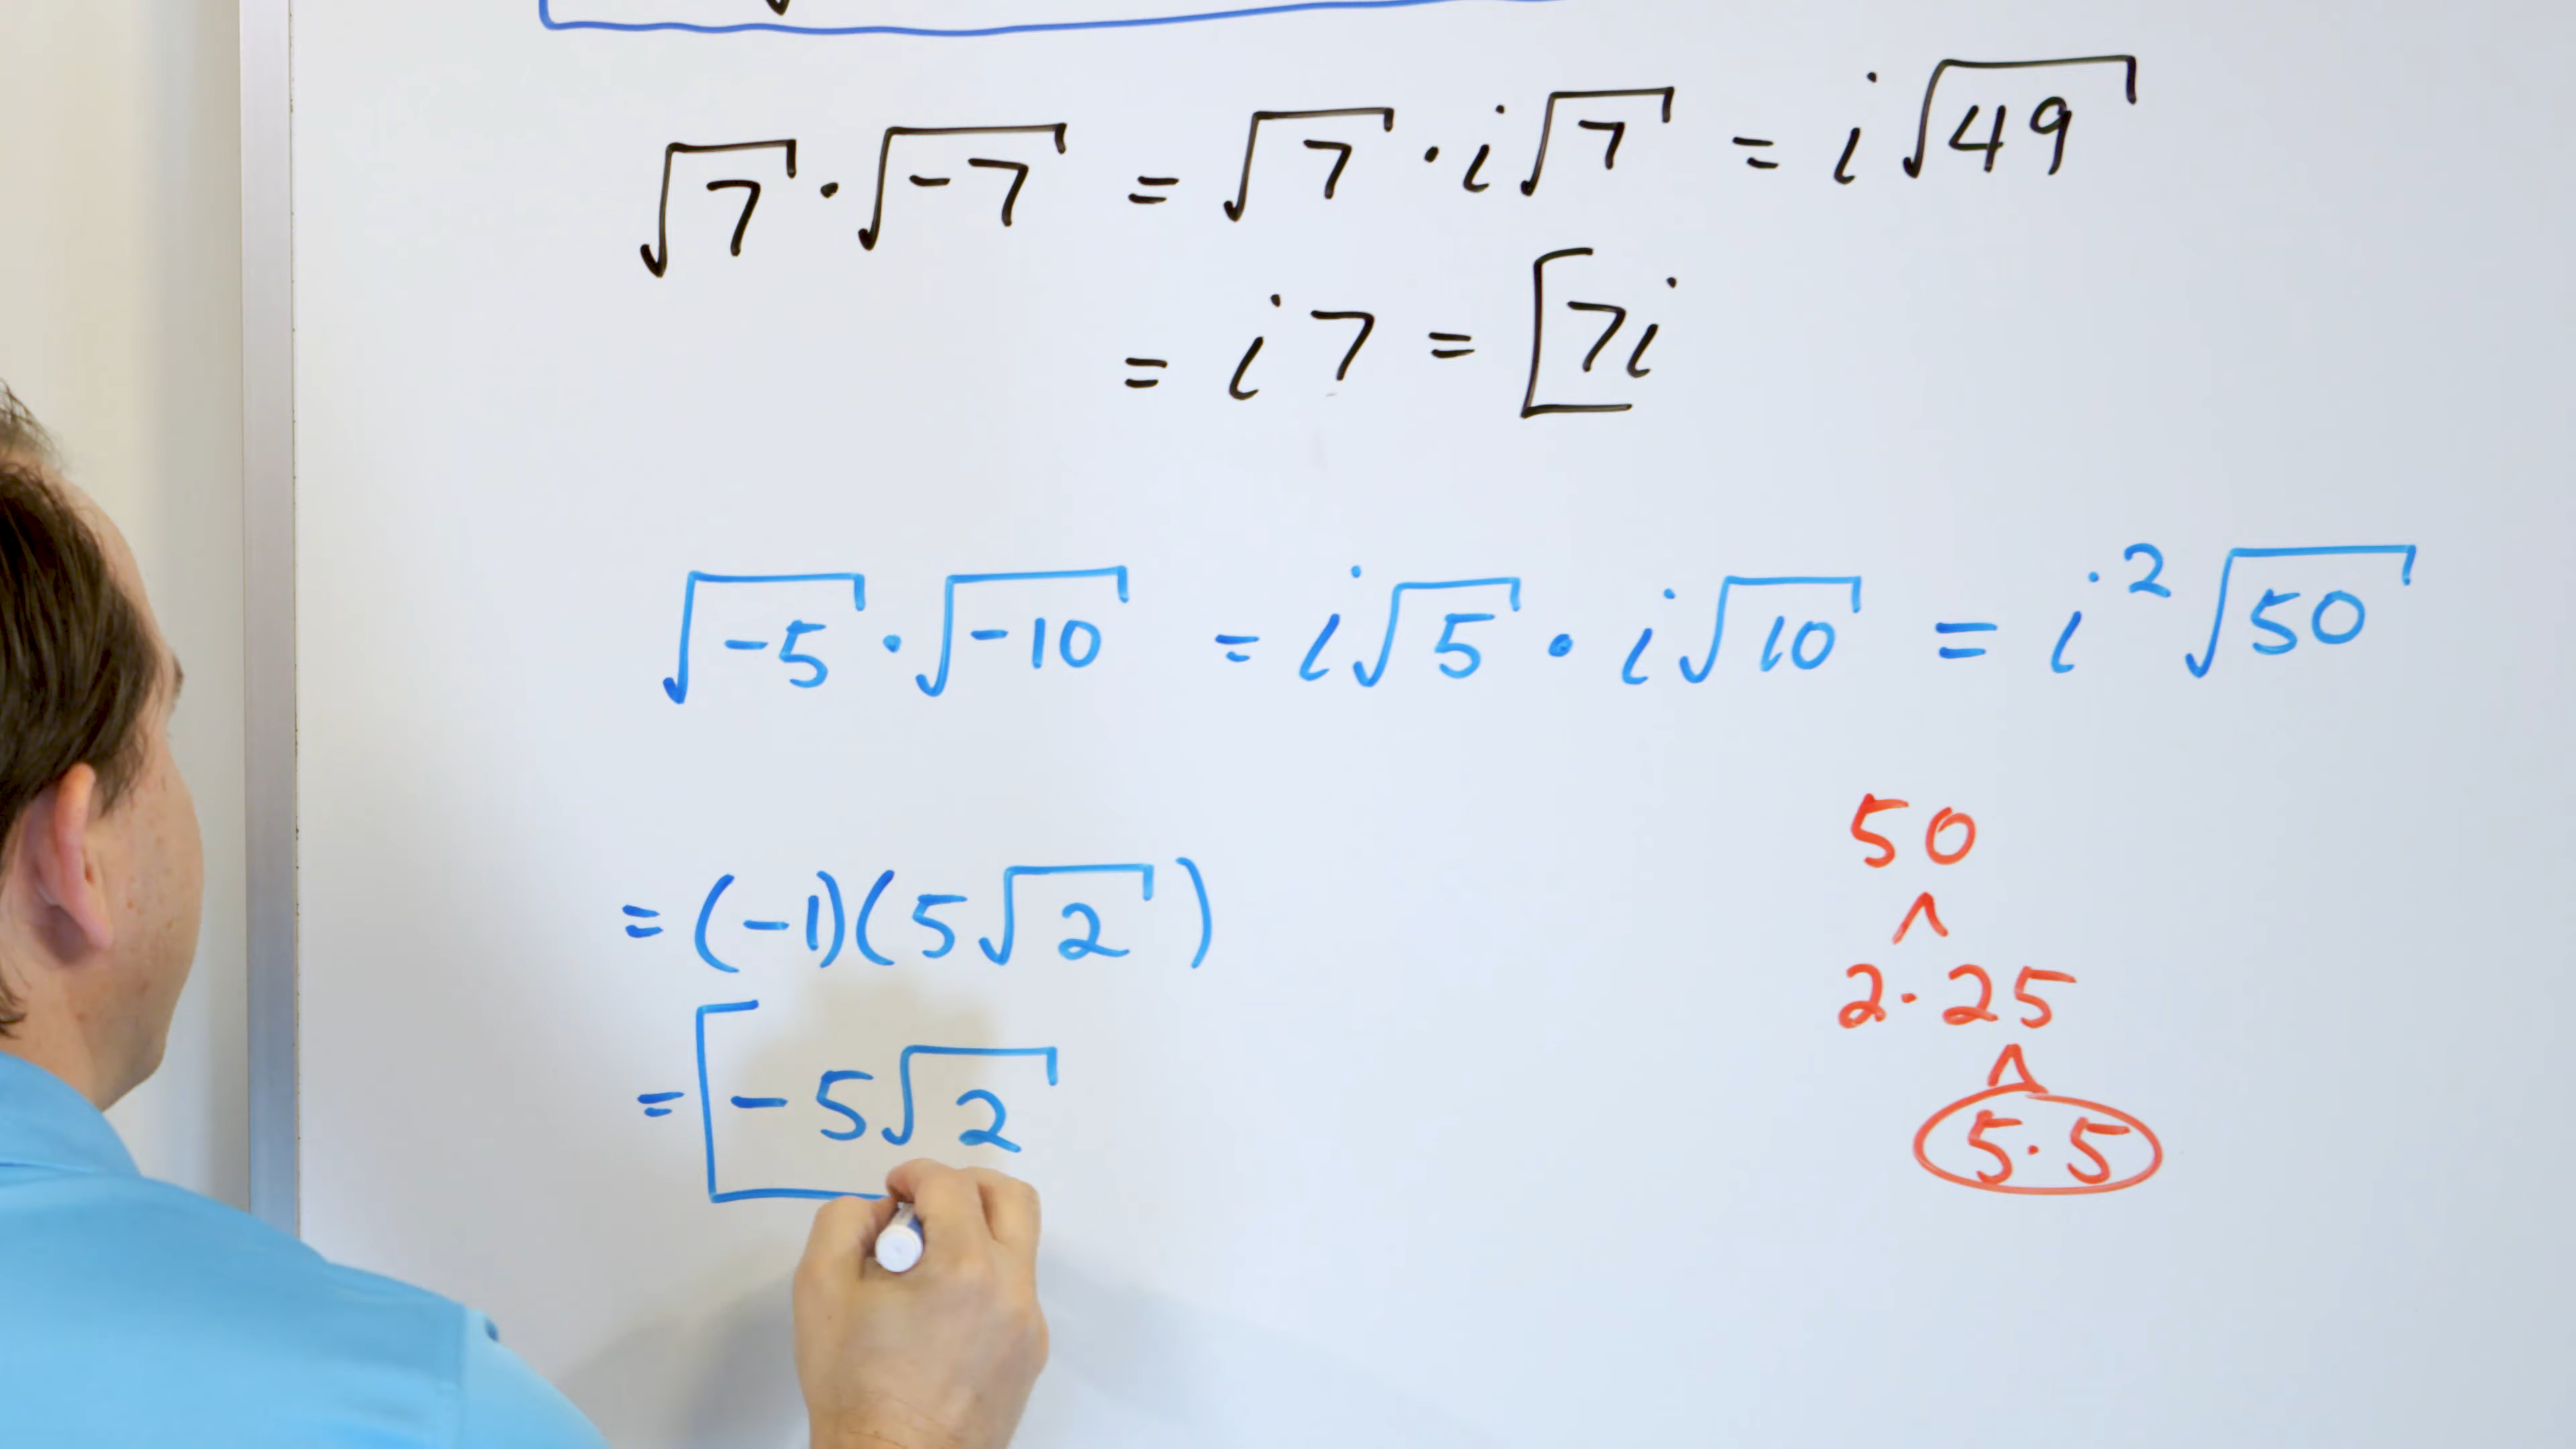 √7 · √-7 = √7 · i√7 = i√49
= i7 = [7i
√-5 · √-10 = i√5 · i√10 = i²√50
50
= (-1)(5√2)
2·25
= [-5√2
5·5